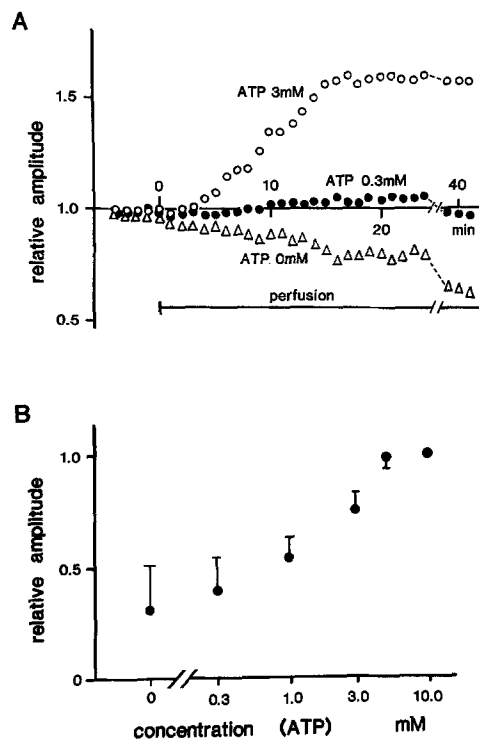 A
relative amplitude
1.5
1.0
0.5
ATP 3mM
0 10 40
ATP 0.3mM
20 min
ATP 0mM
perfusion
B
relative amplitude
1.0
0.5
0
0 0.3 1.0 3.0 10.0
concentration (ATP) mM